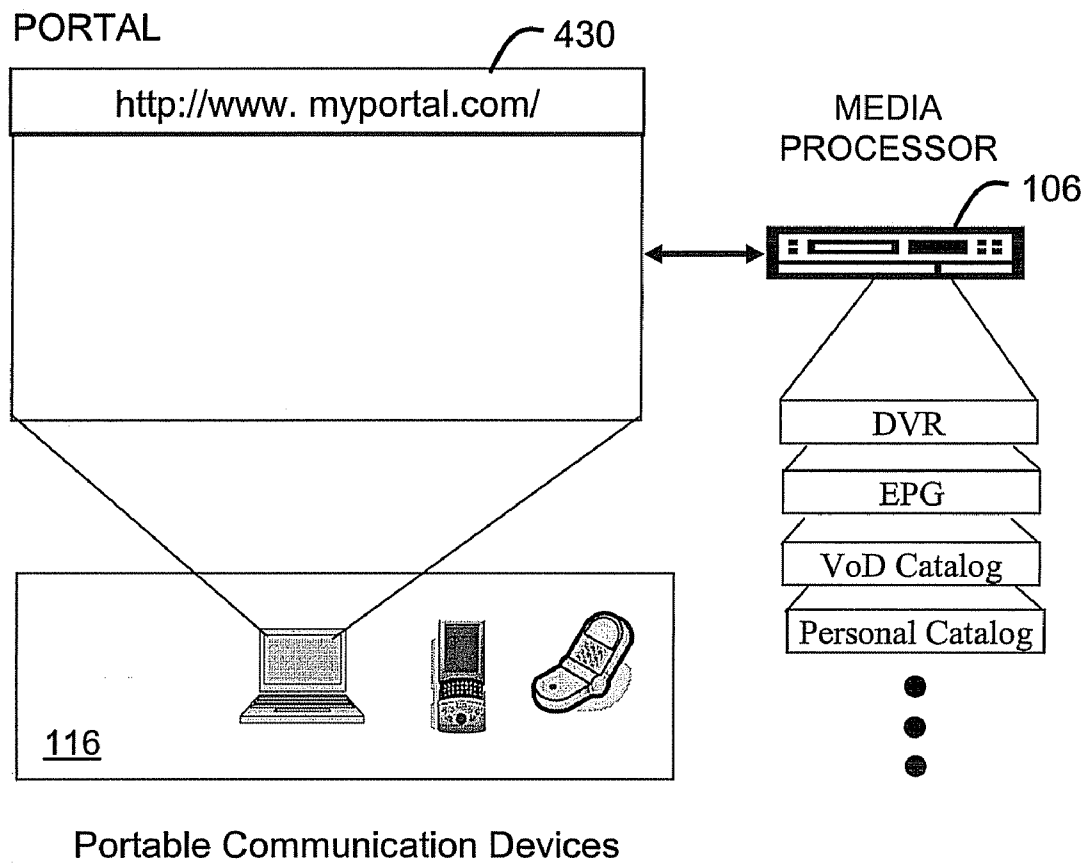 PORTAL
430
http://www. myportal.com/
MEDIA
PROCESSOR
106
DVR
EPG
VoD Catalog
Personal Catalog
116
Portable Communication Devices